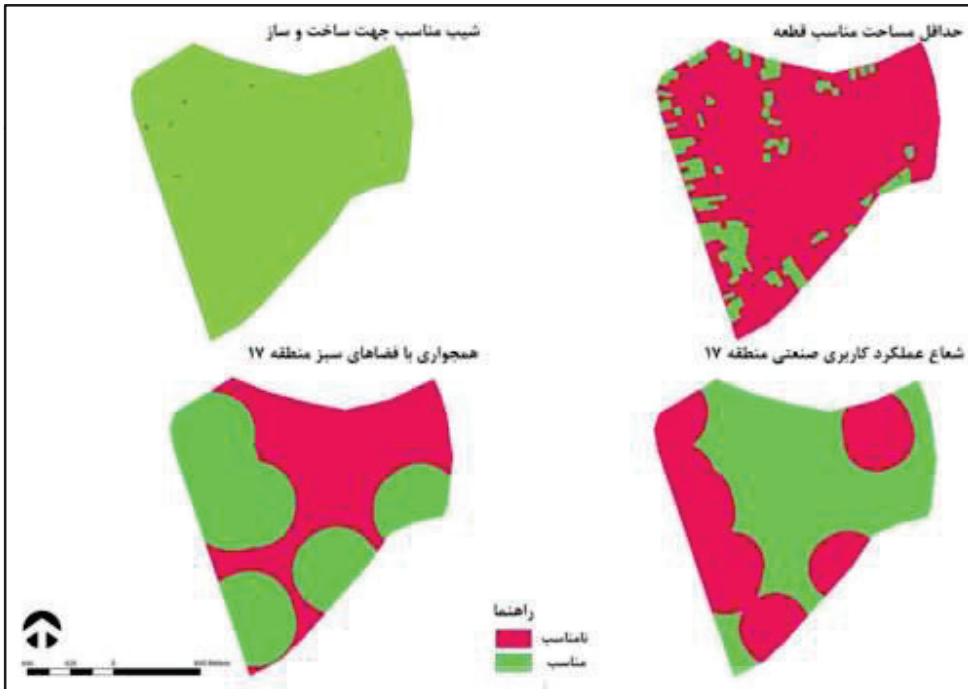 حداقل مساحت مناسب قطعه
شیب مناسب جهت ساخت و ساز
شعاع عملکرد کاربری صنعتی منطقه ۱۷
همجواری با فضاهای سبز منطقه ۱۷
راهنما
نامناسب
مناسب